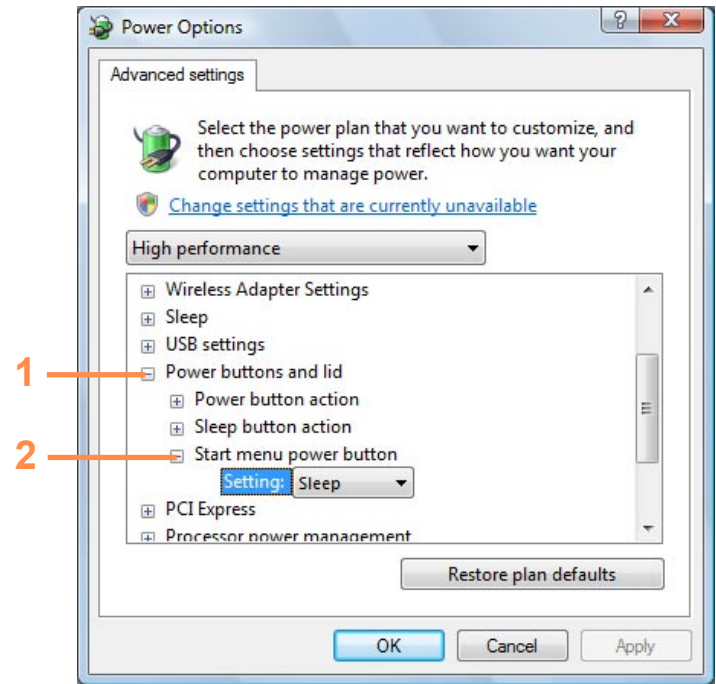 Power Options
Advanced settings
Select the power plan that you want to customize, and
then choose settings that reflect how you want your
computer to manage power.
Change settings that are currently unavailable
High performance
Wireless Adapter Settings
Sleep
USB settings
1
Power buttons and lid
Power button action
Sleep button action
2
Start menu power button
Setting: Sleep
PCI Express
Processor power management
Restore plan defaults
OK Cancel Apply